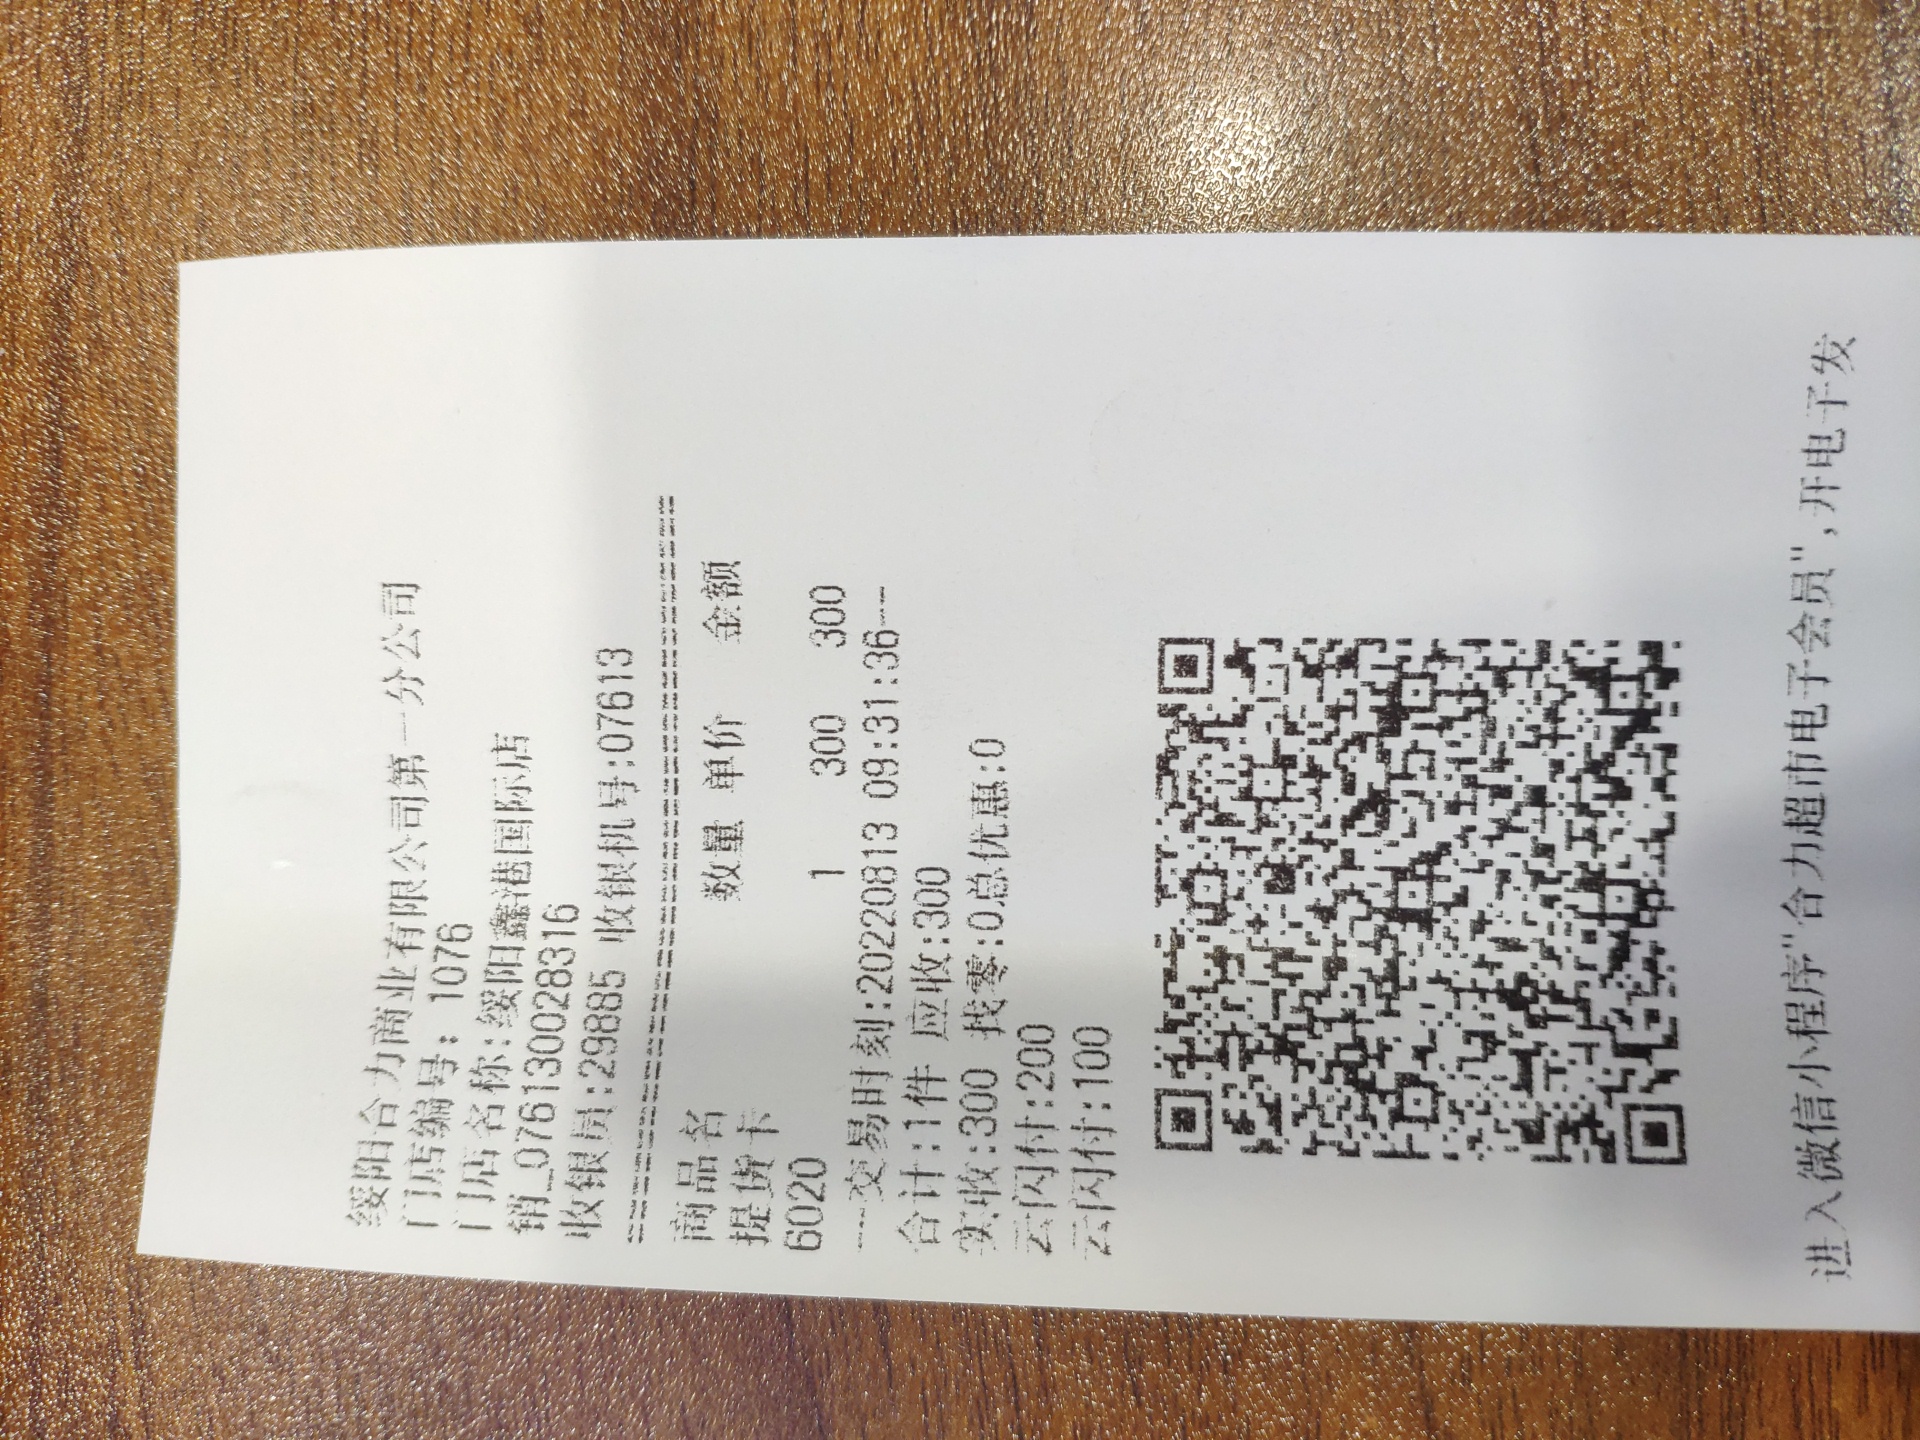 绥阳合力商业有限公司第一分公司
门店编号: 1076
门店名称:绥阳鑫港国际店
销_0761300028316
收银员:29885 收银机号:07613
商品名 数量 单价 金额
提货卡
6020 1 300 300
---交易时刻:20220813 09:31:36---
合计:1件 应收:300
实收:300 找零:0总优惠:0
云闪付:200
云闪付:100
进入微信小程序"合力超市电子会员",开电子发